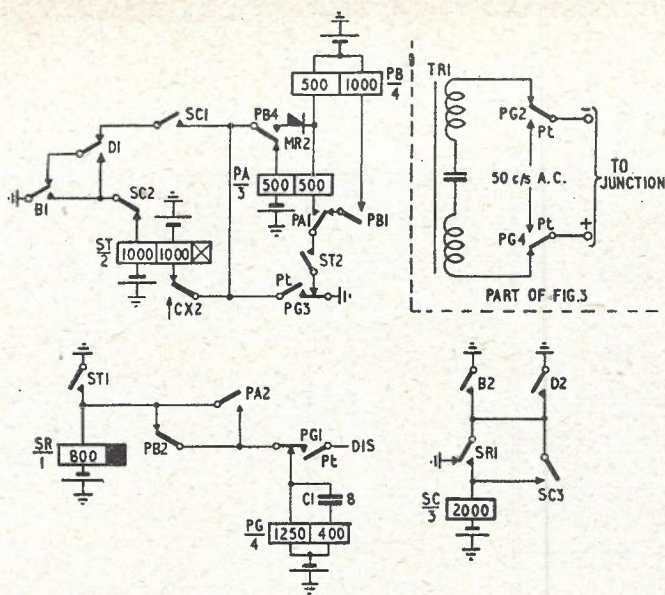 500 1000 PB/4
TR1
SC1
PB4
MR2
PG2
Pt
−
D1
PA/3
500 500
50 c/s A.C.
TO
JUNCTION
B1
SC2
PA1
PB1
PG4
Pt
+
ST/2
1000 1000
ST2
CX2
Pt
PG3
PART OF FIG.3
ST1
PA2
B2
D2
SR/1
800
PB2
PG1
DIS
Pt
SR1
SC3
C1
8
PG/4
1250 400
SC/3
2000